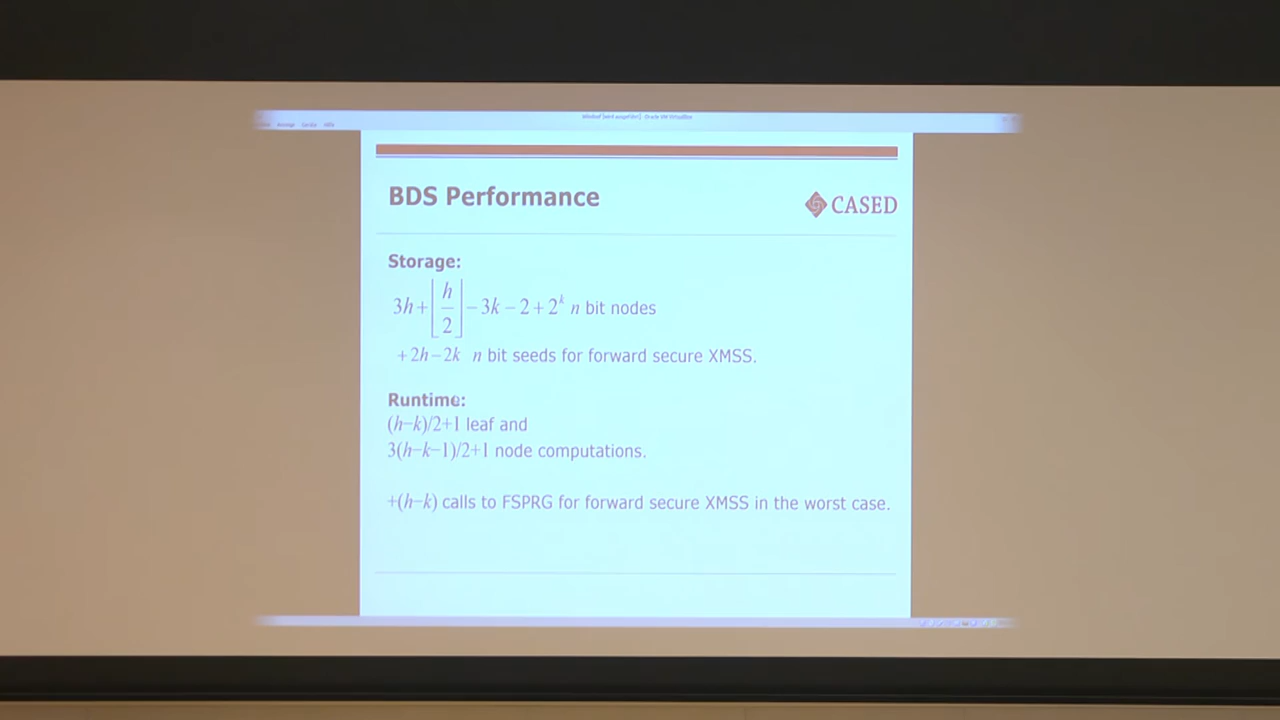 BDS Performance
CASED
Storage:
3h + ⌊h/2⌋ − 3k − 2 + 2^k n bit nodes
+ 2h − 2k n bit seeds for forward secure XMSS.
Runtime:
(h−k)/2+1 leaf and
3(h−k−1)/2+1 node computations.
+(h−k) calls to FSPRG for forward secure XMSS in the worst case.